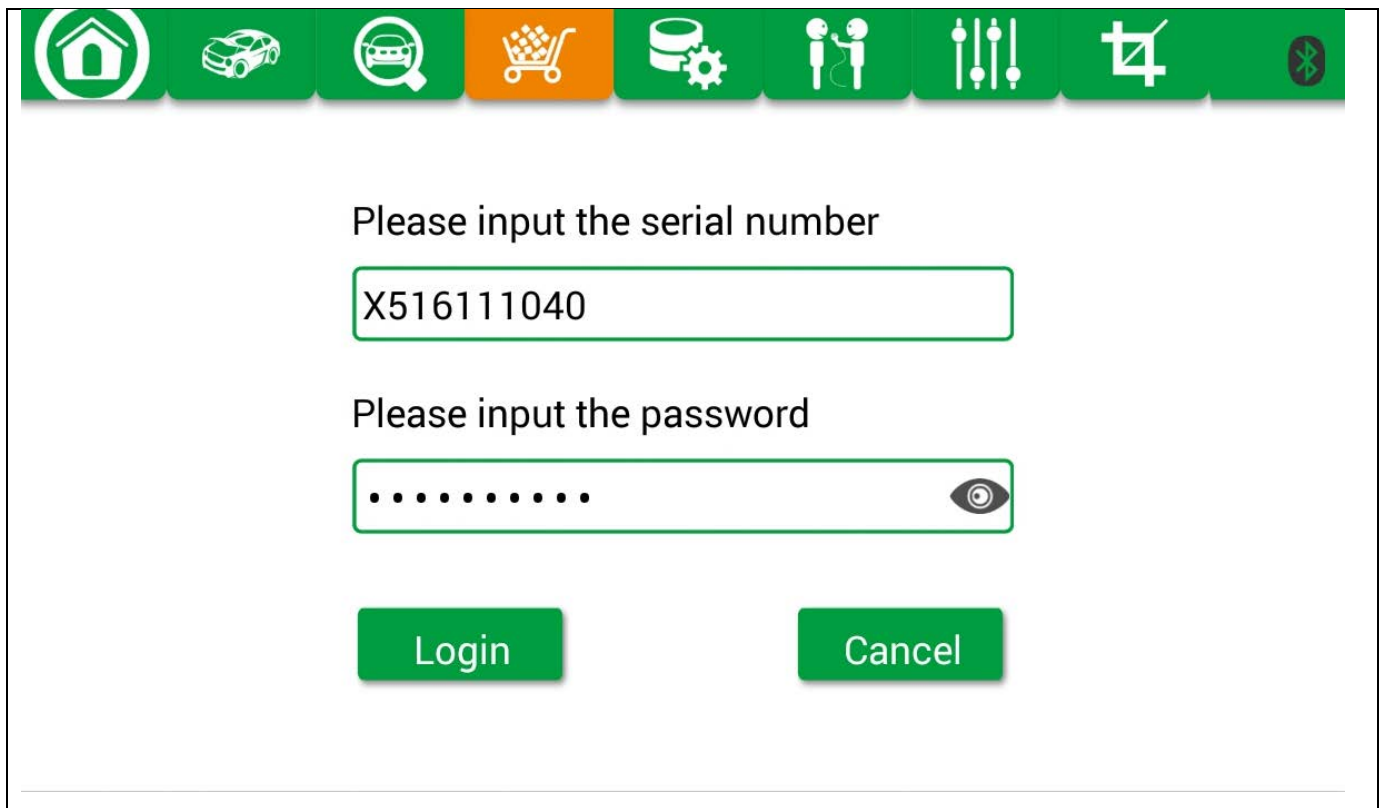 Please input the serial number
X516111040
Please input the password
••••••••••
Login
Cancel